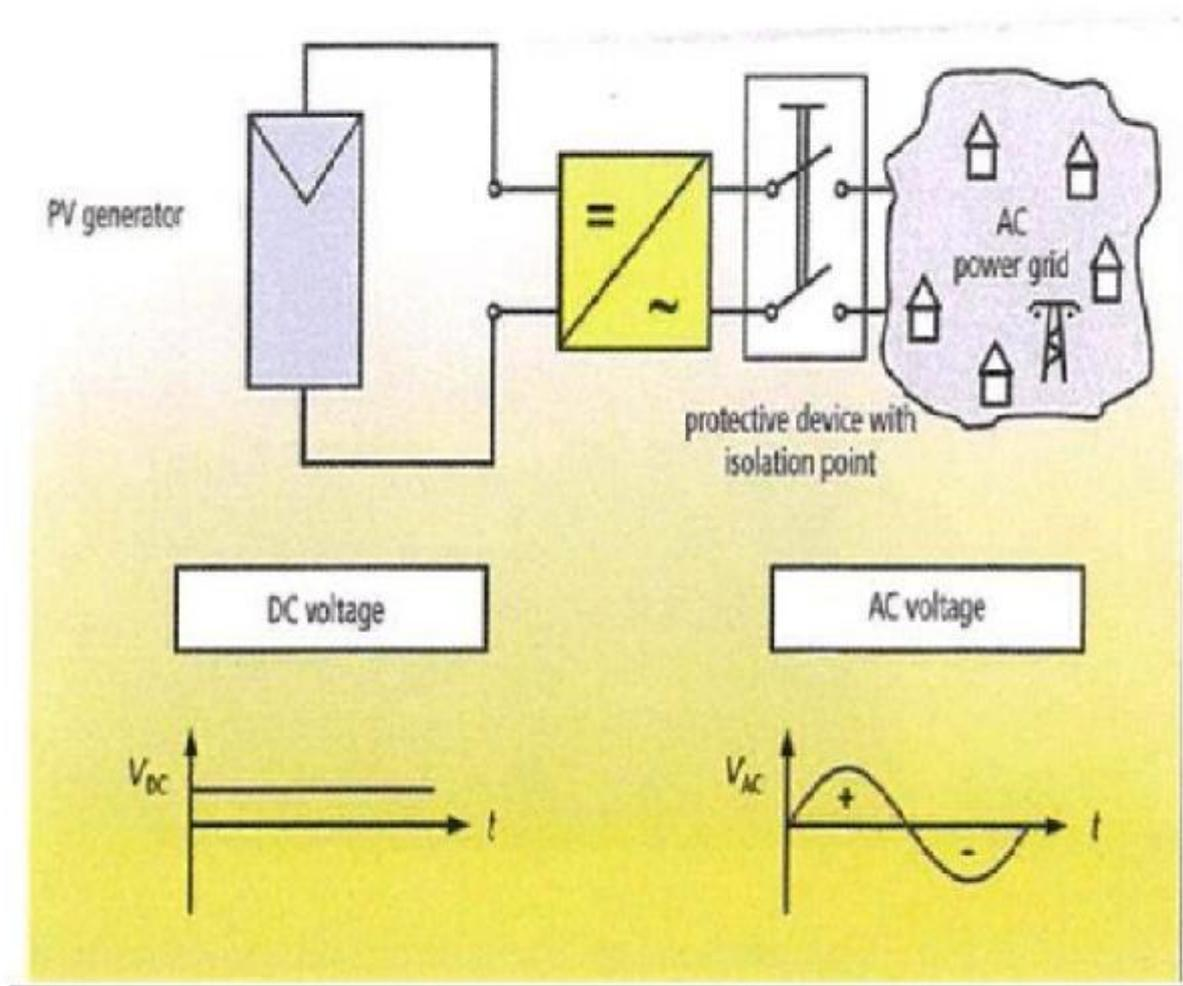 PV generator
=
~
AC
power grid
protective device with
isolation point
DC voltage
AC voltage
VDC
t
VAC
+
-
t